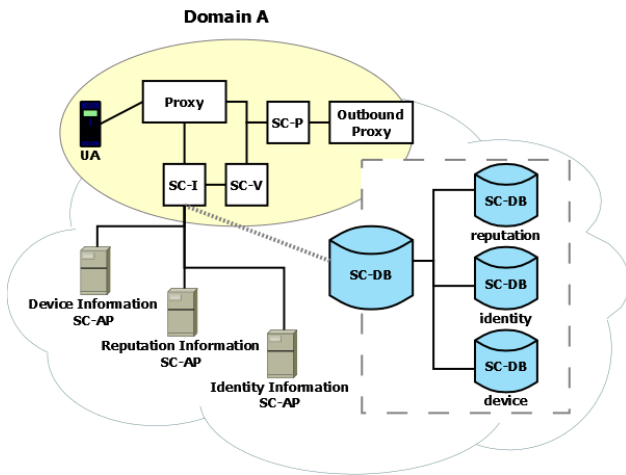 Domain A
Proxy
UA
SC-P
Outbound
Proxy
SC-I
SC-V
SC-DB
reputation
SC-DB
SC-DB
identity
SC-DB
device
Device Information
SC-AP
Reputation Information
SC-AP
Identity Information
SC-AP